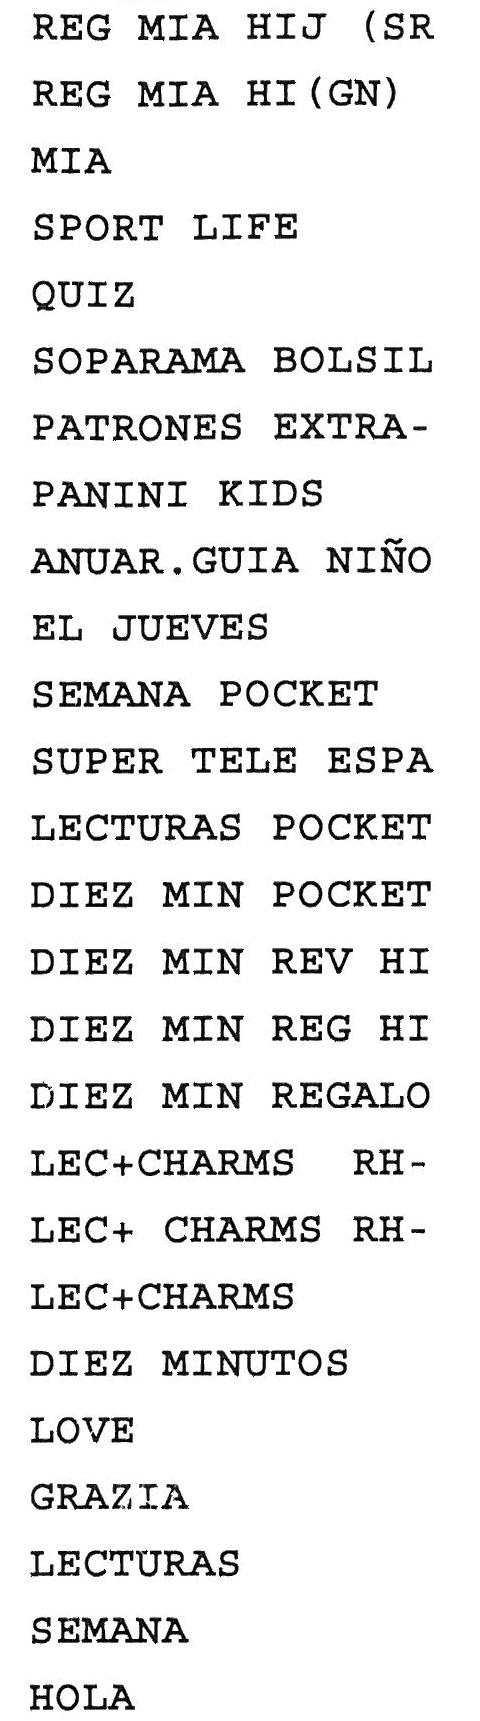 REG MIA HIJ (SR
REG MIA HI(GN)
MIA
SPORT LIFE
QUIZ
SOPARAMA BOLSIL
PATRONES EXTRA-
PANINI KIDS
ANUAR.GUIA NIÑO
EL JUEVES
SEMANA POCKET
SUPER TELE ESPA
LECTURAS POCKET
DIEZ MIN POCKET
DIEZ MIN REV HI
DIEZ MIN REG HI
DIEZ MIN REGALO
LEC+CHARMS  RH-
LEC+ CHARMS RH-
LEC+CHARMS
DIEZ MINUTOS
LOVE
GRAZIA
LECTURAS
SEMANA
HOLA